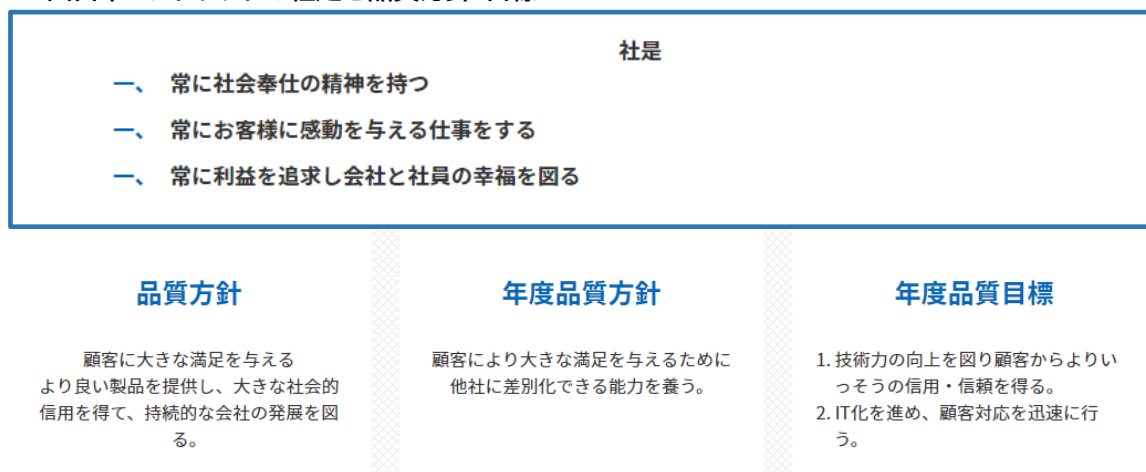 社是
一、 常に社会奉仕の精神を持つ
一、 常にお客様に感動を与える仕事をする
一、 常に利益を追求し会社と社員の幸福を図る
品質方針
顧客に大きな満足を与える
より良い製品を提供し、大きな社会的
信用を得て、持続的な会社の発展を図
る。
年度品質方針
顧客により大きな満足を与えるために
他社に差別化できる能力を養う。
年度品質目標
1. 技術力の向上を図り顧客からよりい
っそうの信用・信頼を得る。
2. IT化を進め、顧客対応を迅速に行
う。